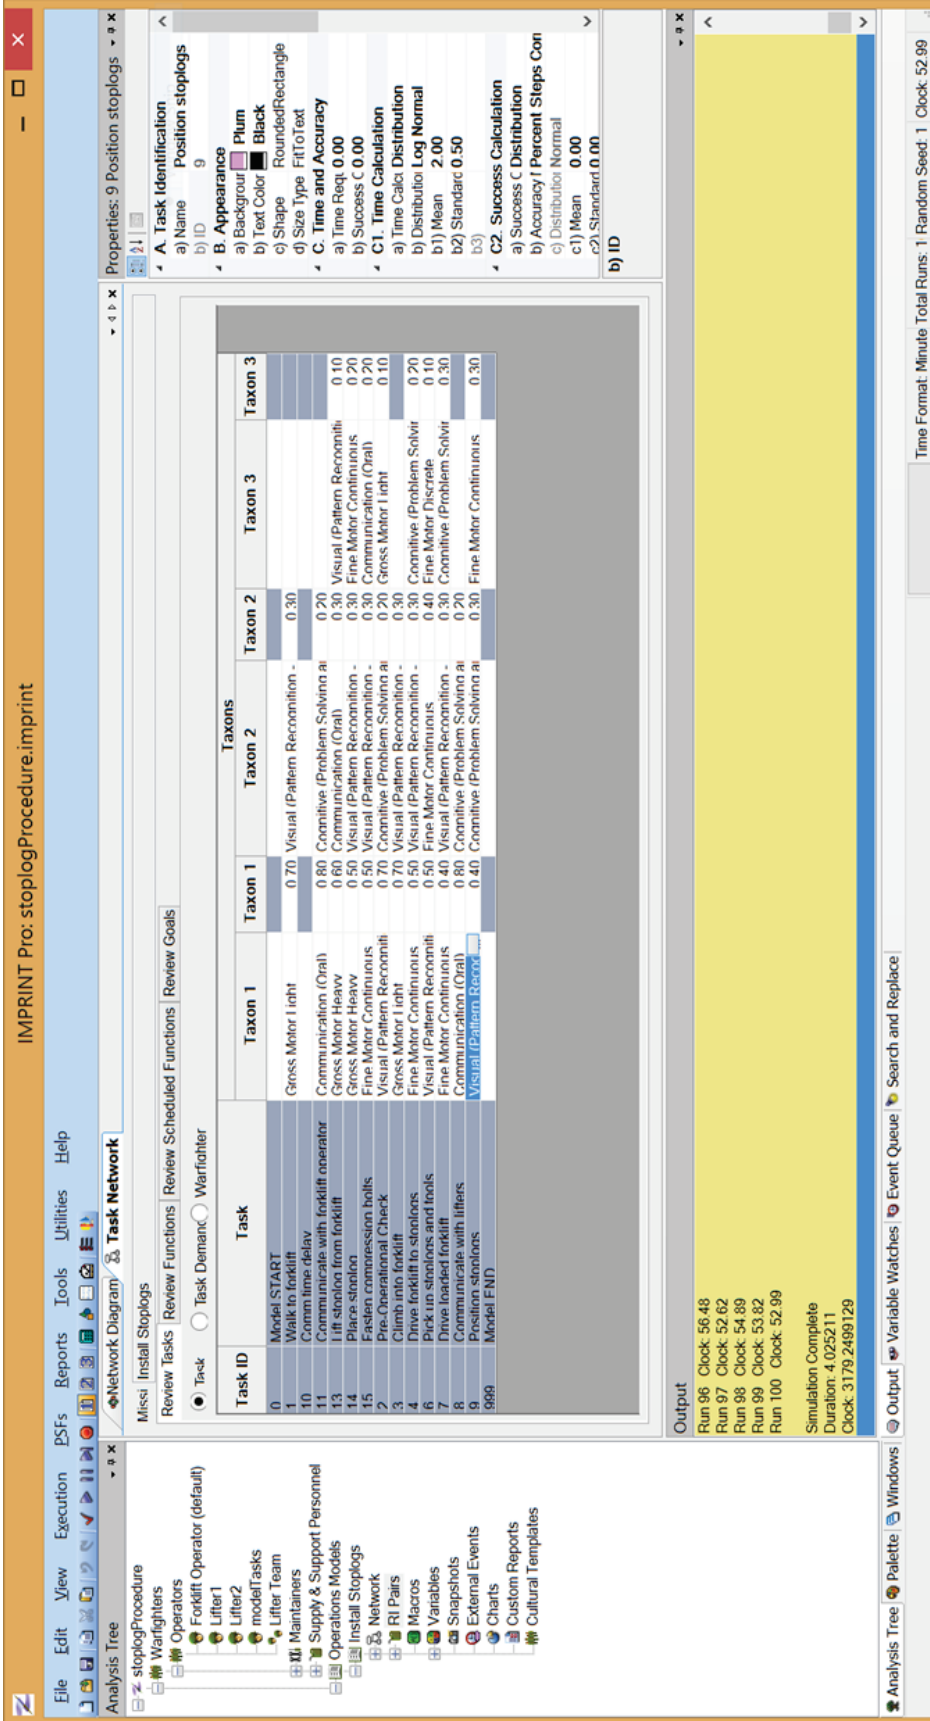 IMPRINT Pro: stoplogProcedure.imprint
File Edit View Execution PSFs Reports Tools Utilities Help
Analysis Tree
stoplogProcedure
Warfighters
Operators
Forklift Operator (default)
Lifter1
Lifter2
modelTasks
Lifter Team
Maintainers
Supply & Support Personnel
Operations Models
Install Stoplogs
Network
RI Pairs
Macros
Variables
Snapshots
External Events
Charts
Custom Reports
Cultural Templates
Network Diagram Task Network
Missi Install Stoplogs
Review Tasks Review Functions Review Scheduled Functions Review Goals
Task Task Demand Warfighter
Taxons
Task ID Task Taxon 1 Taxon 1 Taxon 2 Taxon 2 Taxon 3 Taxon 3
0 Model START
1 Walk to forklift Gross Motor Light 0.70 Visual (Pattern Recognition - 0.30
10 Comm time delay
11 Communicate with forklift operator Communication (Oral) 0.80 Cognitive (Problem Solving a 0.20
13 Lift stoplog from forklift Gross Motor Heavy 0.60 Communication (Oral) 0.30 Visual (Pattern Recogniti 0.10
14 Place stoplog Gross Motor Heavy 0.50 Visual (Pattern Recognition - 0.30 Fine Motor Continuous 0.20
15 Fasten compression bolts Fine Motor Continuous 0.50 Visual (Pattern Recognition - 0.30 Communication (Oral) 0.20
2 Pre-Operational Check Visual (Pattern Recogniti 0.70 Cognitive (Problem Solving a 0.20 Gross Motor Light 0.10
3 Climb into forklift Gross Motor Light 0.70 Visual (Pattern Recognition - 0.30
4 Drive forklift to stoplogs Fine Motor Continuous 0.50 Visual (Pattern Recognition - 0.30 Cognitive (Problem Solvir 0.20
6 Pick up stoplogs and tools Visual (Pattern Recogniti 0.50 Fine Motor Continuous 0.40 Fine Motor Discrete 0.10
7 Drive loaded forklift Fine Motor Continuous 0.40 Visual (Pattern Recognition - 0.30 Cognitive (Problem Solvir 0.30
8 Communicate with lifters Communication (Oral) 0.80 Cognitive (Problem Solving a 0.20
9 Position stoplogs Visual (Pattern Recog ... 0.40 Cognitive (Problem Solving a 0.30 Fine Motor Continuous 0.30
999 Model END
Properties: 9 Position stoplogs
A. Task Identification
a) Name Position stoplogs
b) ID 9
B. Appearance
a) Backgrour Plum
b) Text Color Black
c) Shape RoundedRectangle
d) Size Type FitToText
C. Time and Accuracy
a) Time Requ 0.00
b) Success C 0.00
C1. Time Calculation
a) Time Calcu Distribution
b) Distributior Log Normal
b1) Mean 2.00
b2) Standard 0.50
b3)
C2. Success Calculation
a) Success C Distribution
b) Accuracy I Percent Steps Con
c) Distributior Normal
c1) Mean 0.00
c2) Standard 0.00
b) ID
Output
Run 96 Clock: 56.48
Run 97 Clock: 52.62
Run 98 Clock: 54.89
Run 99 Clock: 53.82
Run 100 Clock: 52.99
Simulation Complete
Duration: 4.025211
Clock: 3179.2499129
Analysis Tree Palette Windows Output Variable Watches Event Queue Search and Replace
Time Format: Minute Total Runs: 1 Random Seed: 1 Clock: 52.99